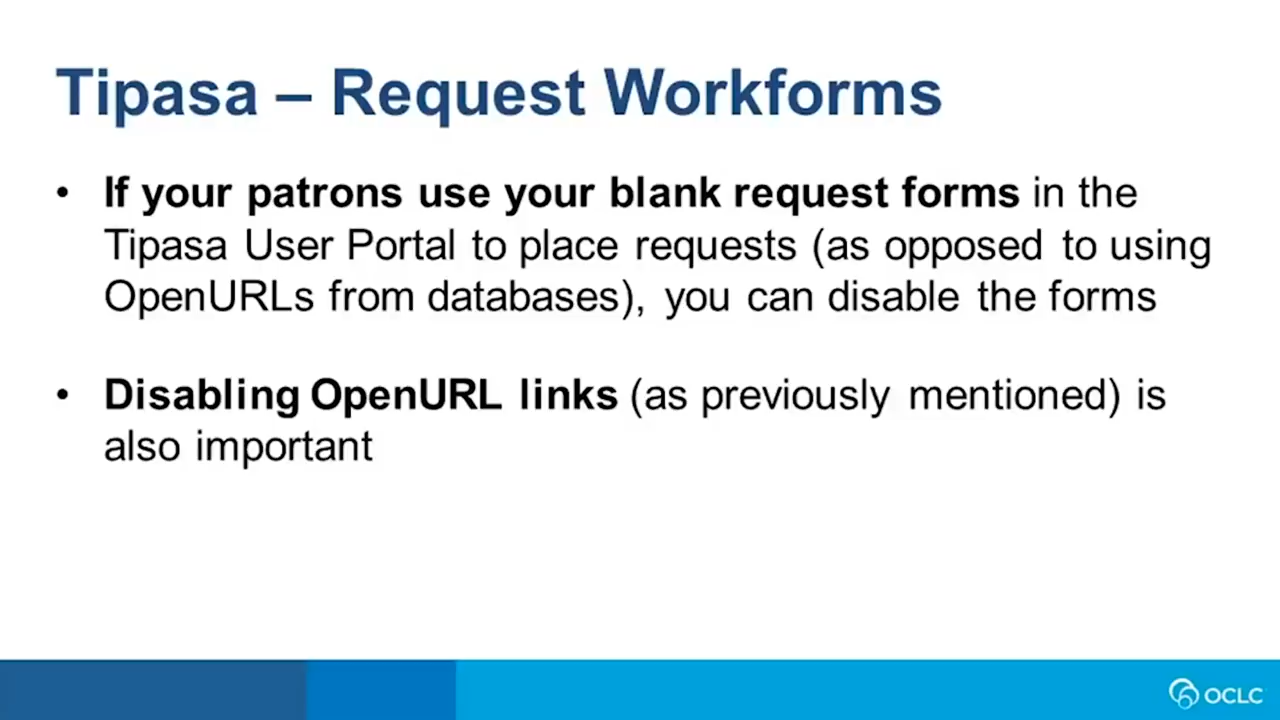 Tipasa – Request Workforms
• If your patrons use your blank request forms in the
Tipasa User Portal to place requests (as opposed to using
OpenURLs from databases), you can disable the forms
• Disabling OpenURL links (as previously mentioned) is
also important
OCLC